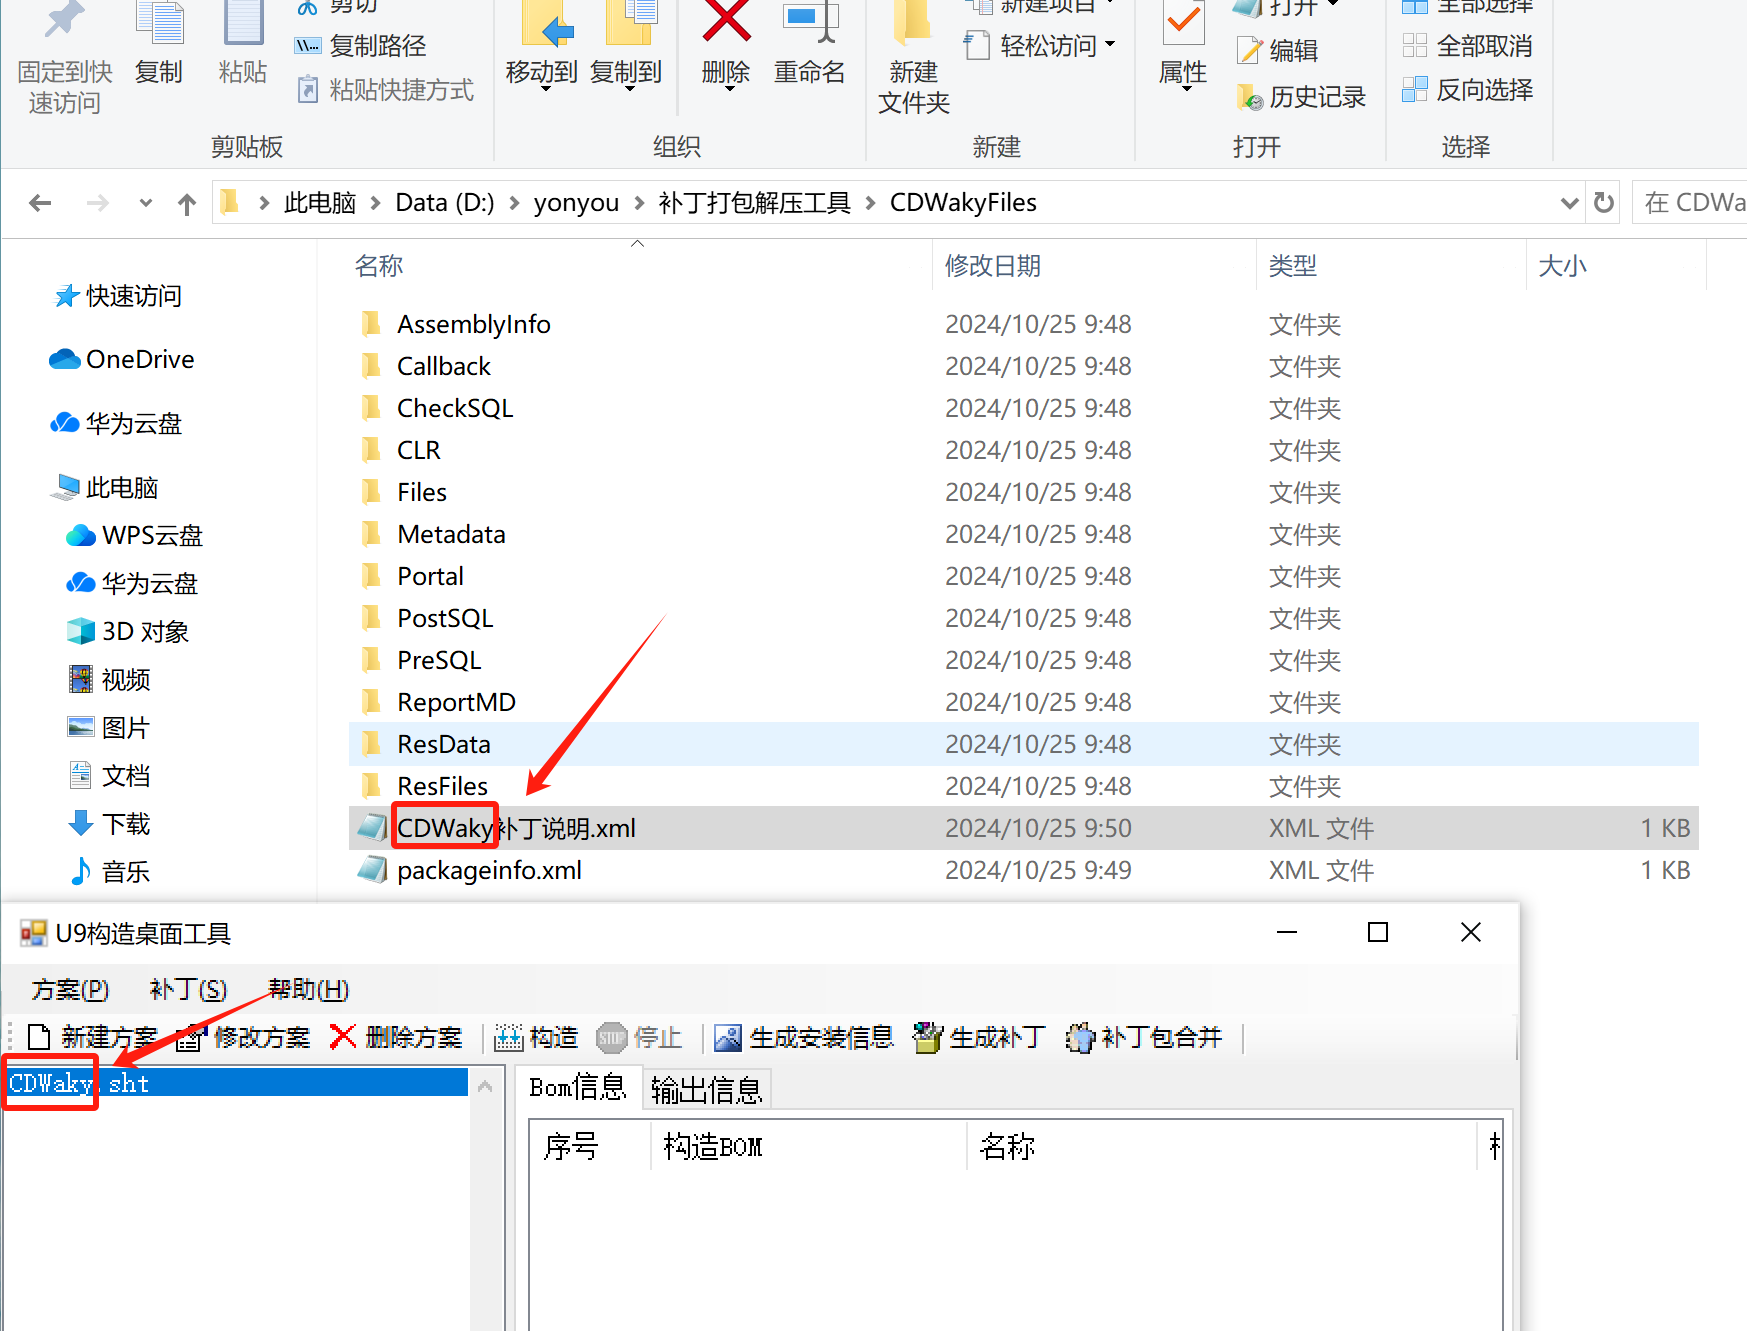 剪切
新建项目
打开
全部选择
复制路径
轻松访问
编辑
全部取消
固定到快速访问
复制
粘贴
粘贴快捷方式
移动到
复制到
删除
重命名
新建文件夹
属性
历史记录
反向选择
剪贴板
组织
新建
打开
选择
此电脑 Data (D:) yonyou 补丁打包解压工具 CDWakyFiles
在 CDWa
名称 修改日期 类型 大小
快速访问
OneDrive
华为云盘
此电脑
WPS云盘
华为云盘
3D 对象
视频
图片
文档
下载
音乐
AssemblyInfo 2024/10/25 9:48 文件夹
Callback 2024/10/25 9:48 文件夹
CheckSQL 2024/10/25 9:48 文件夹
CLR 2024/10/25 9:48 文件夹
Files 2024/10/25 9:48 文件夹
Metadata 2024/10/25 9:48 文件夹
Portal 2024/10/25 9:48 文件夹
PostSQL 2024/10/25 9:48 文件夹
PreSQL 2024/10/25 9:48 文件夹
ReportMD 2024/10/25 9:48 文件夹
ResData 2024/10/25 9:48 文件夹
ResFiles 2024/10/25 9:48 文件夹
CDWaky补丁说明.xml 2024/10/25 9:50 XML 文件 1 KB
packageinfo.xml 2024/10/25 9:49 XML 文件 1 KB
U9构造桌面工具
方案(P) 补丁(S) 帮助(H)
新建方案 修改方案 删除方案 构造 停止 生成安装信息 生成补丁 补丁包合并
CDWaky.sht
Bom信息 输出信息
序号 构造BOM 名称